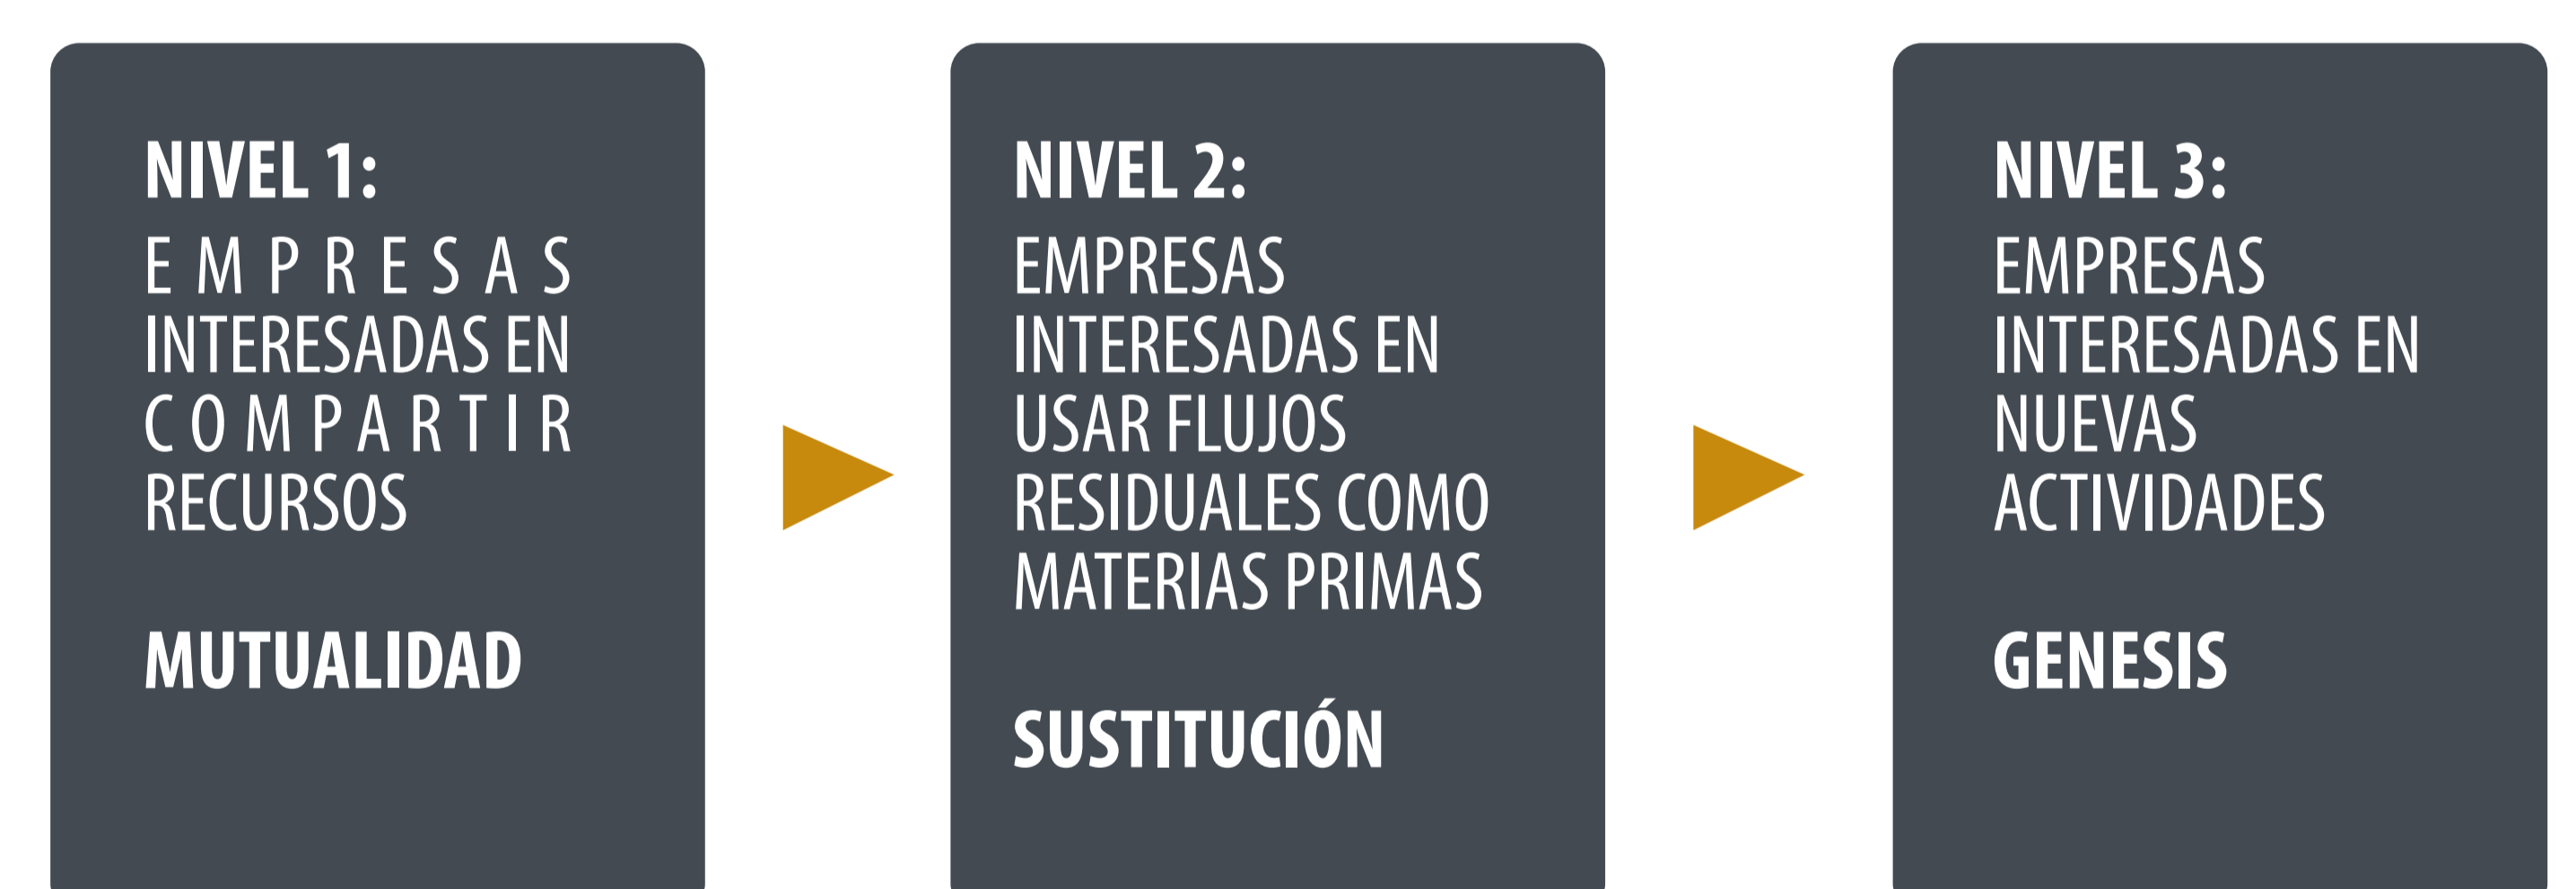 NIVEL 1:
EMPRESAS
INTERESADAS EN
COMPARTIR
RECURSOS
MUTUALIDAD
NIVEL 2:
EMPRESAS
INTERESADAS EN
USAR FLUJOS
RESIDUALES COMO
MATERIAS PRIMAS
SUSTITUCIÓN
NIVEL 3:
EMPRESAS
INTERESADAS EN
NUEVAS
ACTIVIDADES
GENESIS